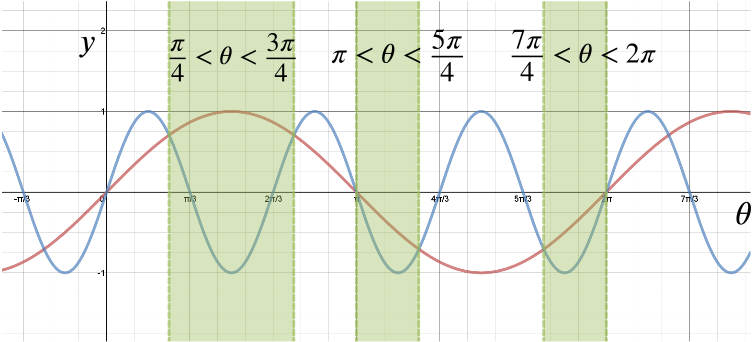 y
2
π/4 < θ < 3π/4
π < θ < 5π/4
7π/4 < θ < 2π
1
-π/3
0
π/3
2π/3
π
4π/3
5π/3
2π
7π/3
θ
-1